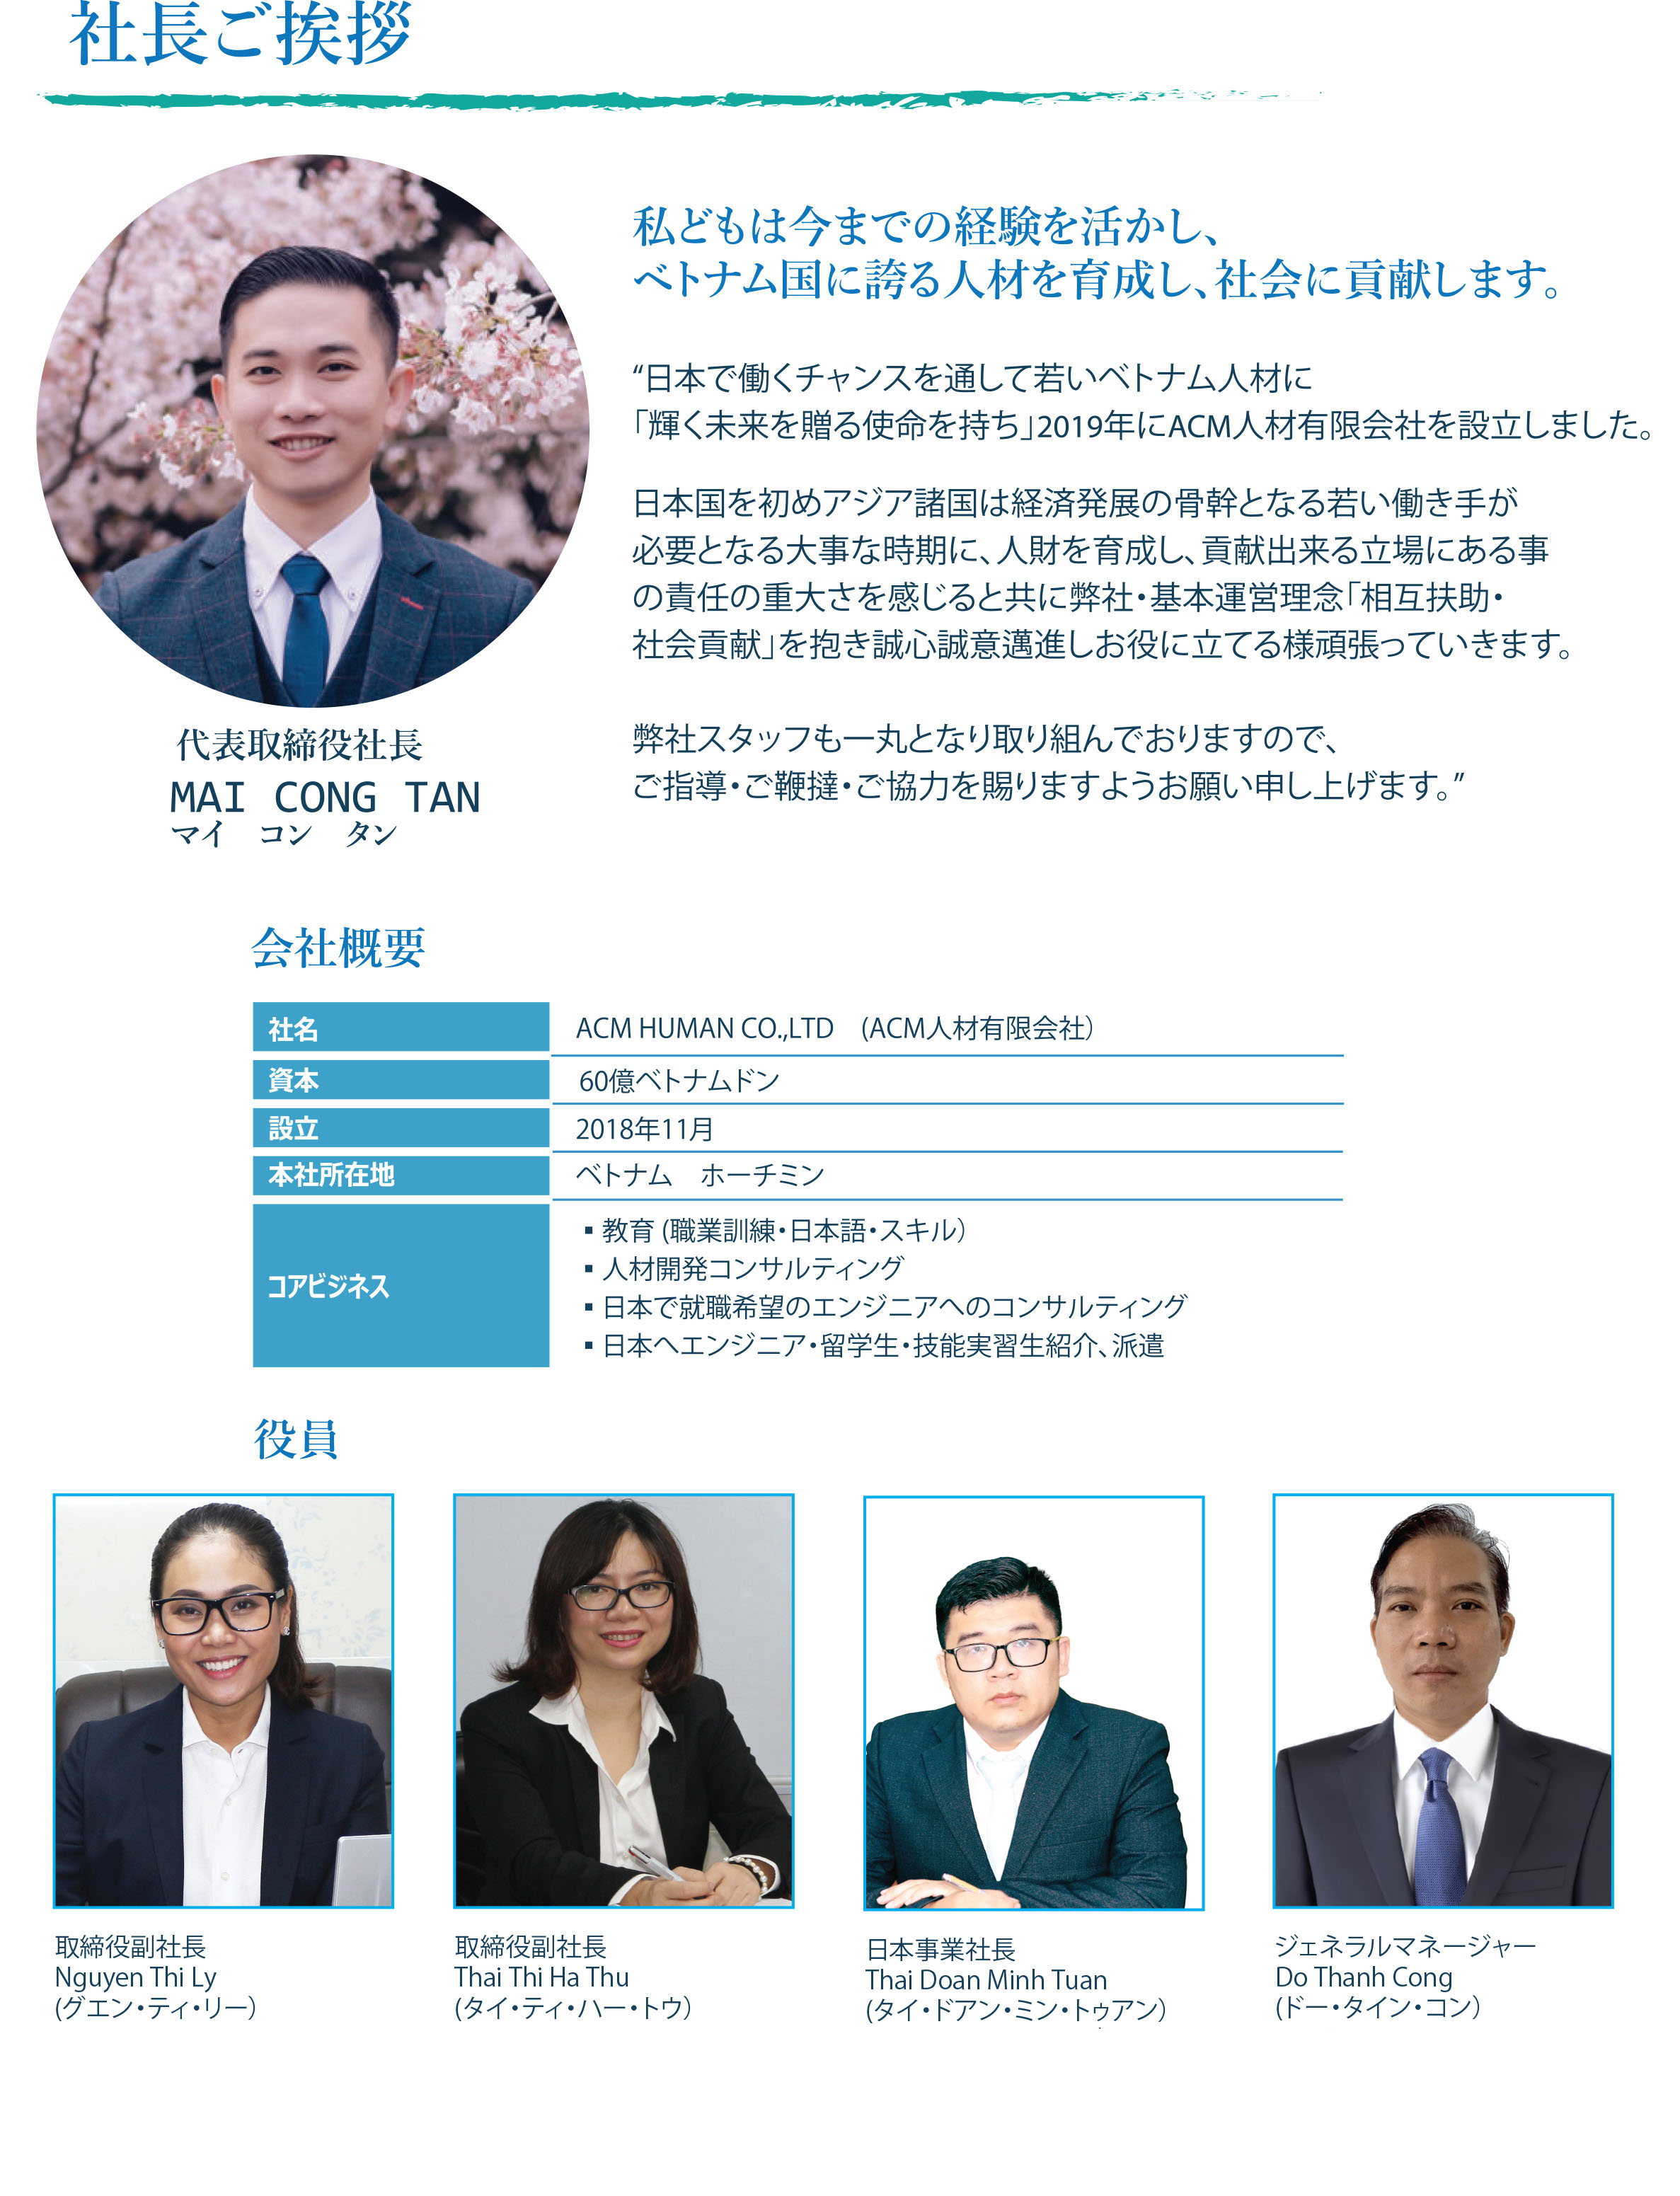 社長ご挨拶
私どもは今までの経験を活かし、
ベトナム国に誇る人材を育成し、社会に貢献します。
“日本で働くチャンスを通して若いベトナム人材に
「輝く未来を贈る使命を持ち」2019年にACM人材有限会社を設立しました。
日本国を初めアジア諸国は経済発展の骨幹となる若い働き手が
必要となる大事な時期に、人財を育成し、貢献出来る立場にある事
の責任の重大さを感じると共に弊社・基本運営理念「相互扶助・
社会貢献」を抱き誠心誠意邁進しお役に立てる様頑張っていきます。
弊社スタッフも一丸となり取り組んでおりますので、
ご指導・ご鞭撻・ご協力を賜りますようお願い申し上げます。”
代表取締役社長
MAI CONG TAN
マイ　コン　タン
会社概要
社名　ACM HUMAN CO.,LTD　(ACM人材有限会社）
資本　60億ベトナムドン
設立　2018年11月
本社所在地　ベトナム　ホーチミン
コアビジネス
▪ 教育 (職業訓練・日本語・スキル）
▪ 人材開発コンサルティング
▪ 日本で就職希望のエンジニアへのコンサルティング
▪ 日本へエンジニア・留学生・技能実習生紹介、派遣
役員
取締役副社長
Nguyen Thi Ly
(グエン・ティ・リー）
取締役副社長
Thai Thi Ha Thu
(タイ・ティ・ハー・トウ）
日本事業社長
Thai Doan Minh Tuan
(タイ・ドアン・ミン・トゥアン）
ジェネラルマネージャー
Do Thanh Cong
(ドー・タイン・コン）